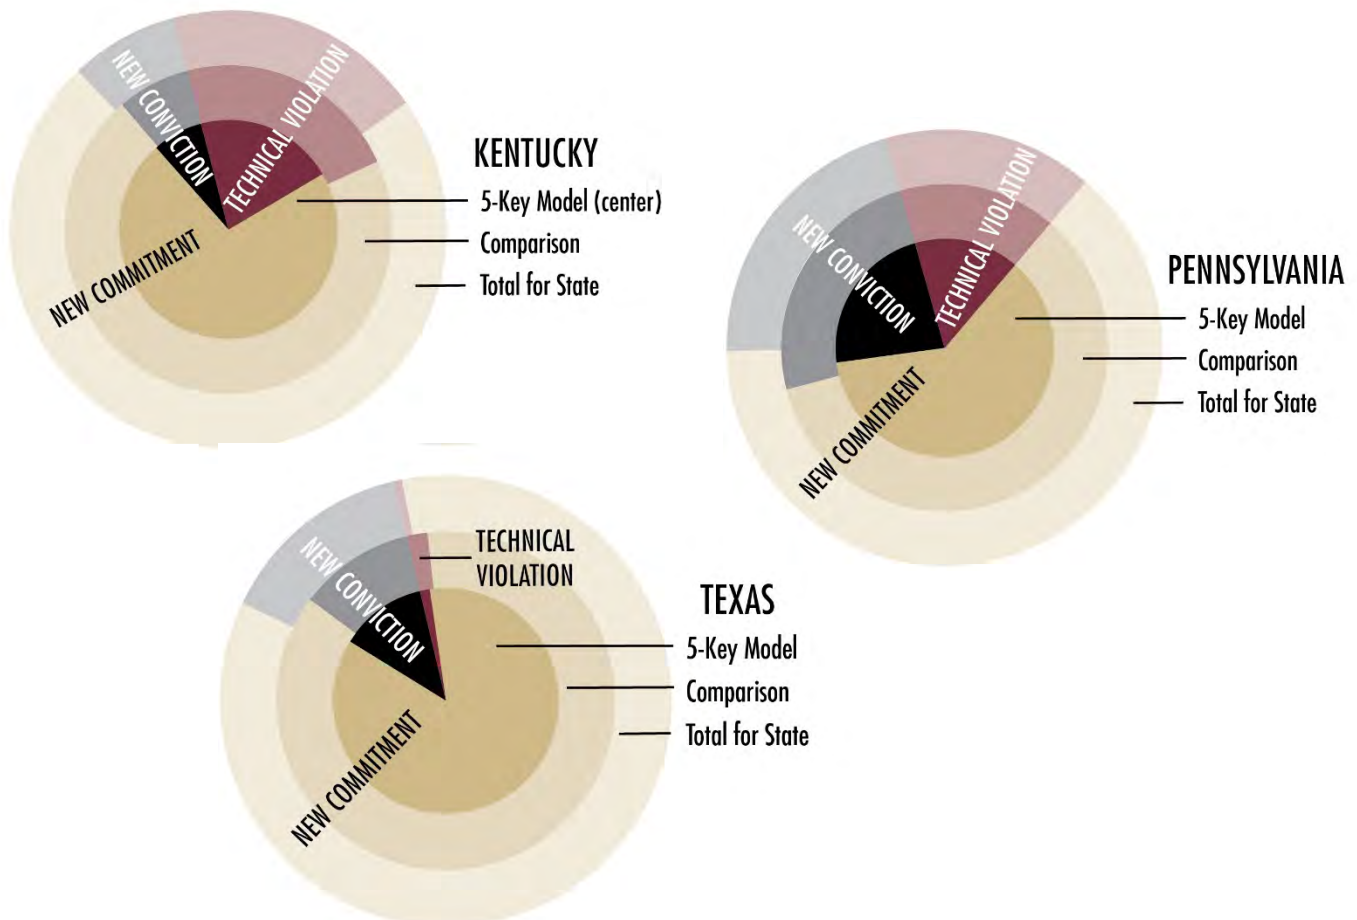 NEW CONVICTION
TECHNICAL VIOLATION
NEW COMMITMENT
KENTUCKY
5-Key Model (center)
Comparison
Total for State
NEW CONVICTION
TECHNICAL VIOLATION
NEW COMMITMENT
PENNSYLVANIA
5-Key Model
Comparison
Total for State
NEW CONVICTION
TECHNICAL
VIOLATION
NEW COMMITMENT
TEXAS
5-Key Model
Comparison
Total for State